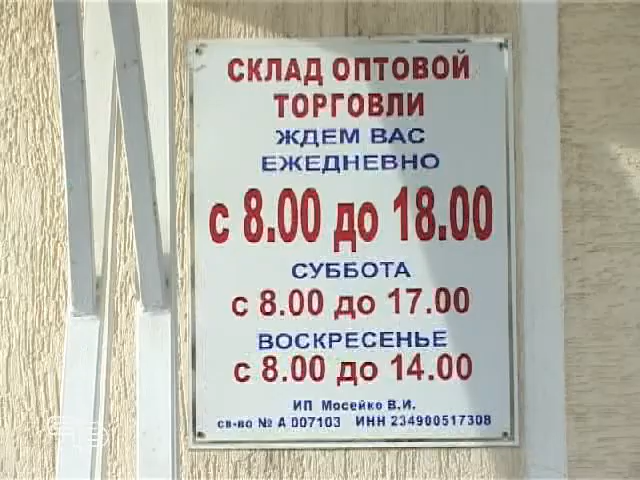 СКЛАД ОПТОВОЙ
ТОРГОВЛИ
ЖДЕМ ВАС
ЕЖЕДНЕВНО
с 8.00 до 18.00
СУББОТА
с 8.00 до 17.00
ВОСКРЕСЕНЬЕ
с 8.00 до 14.00
ИП Мосейко В.И.
св-во № А 007103 ИНН 234900517308